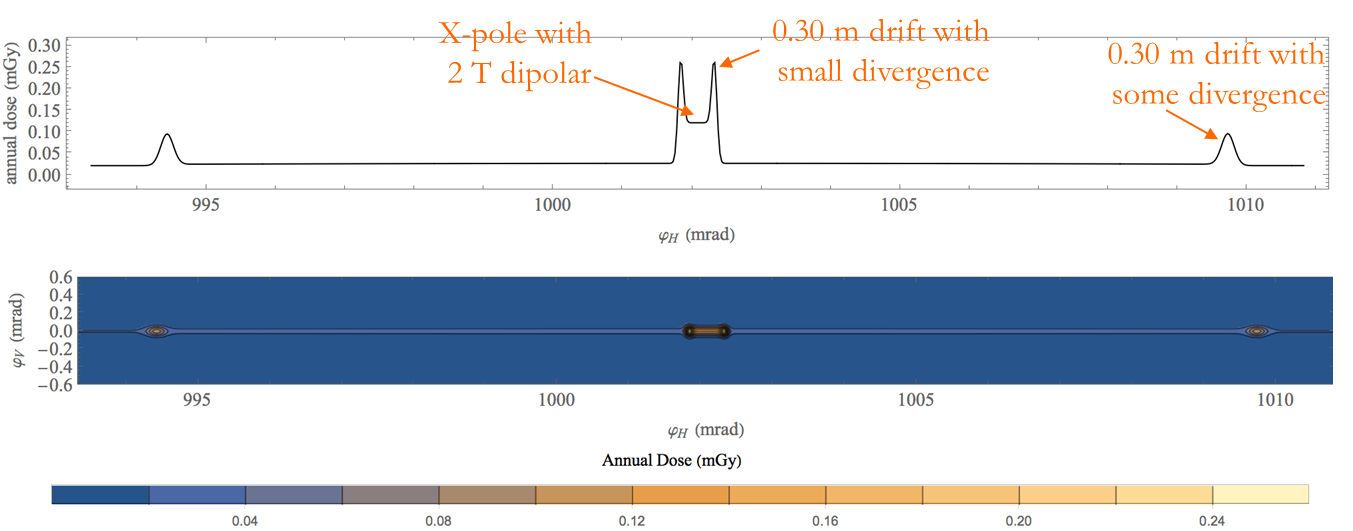 X-pole with
2 T dipolar
0.30 m drift with
small divergence
0.30 m drift with
some divergence
annual dose (mGy)
0.30
0.25
0.20
0.15
0.10
0.05
0.00
995 1000 1005 1010
φH (mrad)
φV (mrad)
0.6
0.4
0.2
0.0
−0.2
−0.4
−0.6
995 1000 1005 1010
φH (mrad)
Annual Dose (mGy)
0.04 0.08 0.12 0.16 0.20 0.24